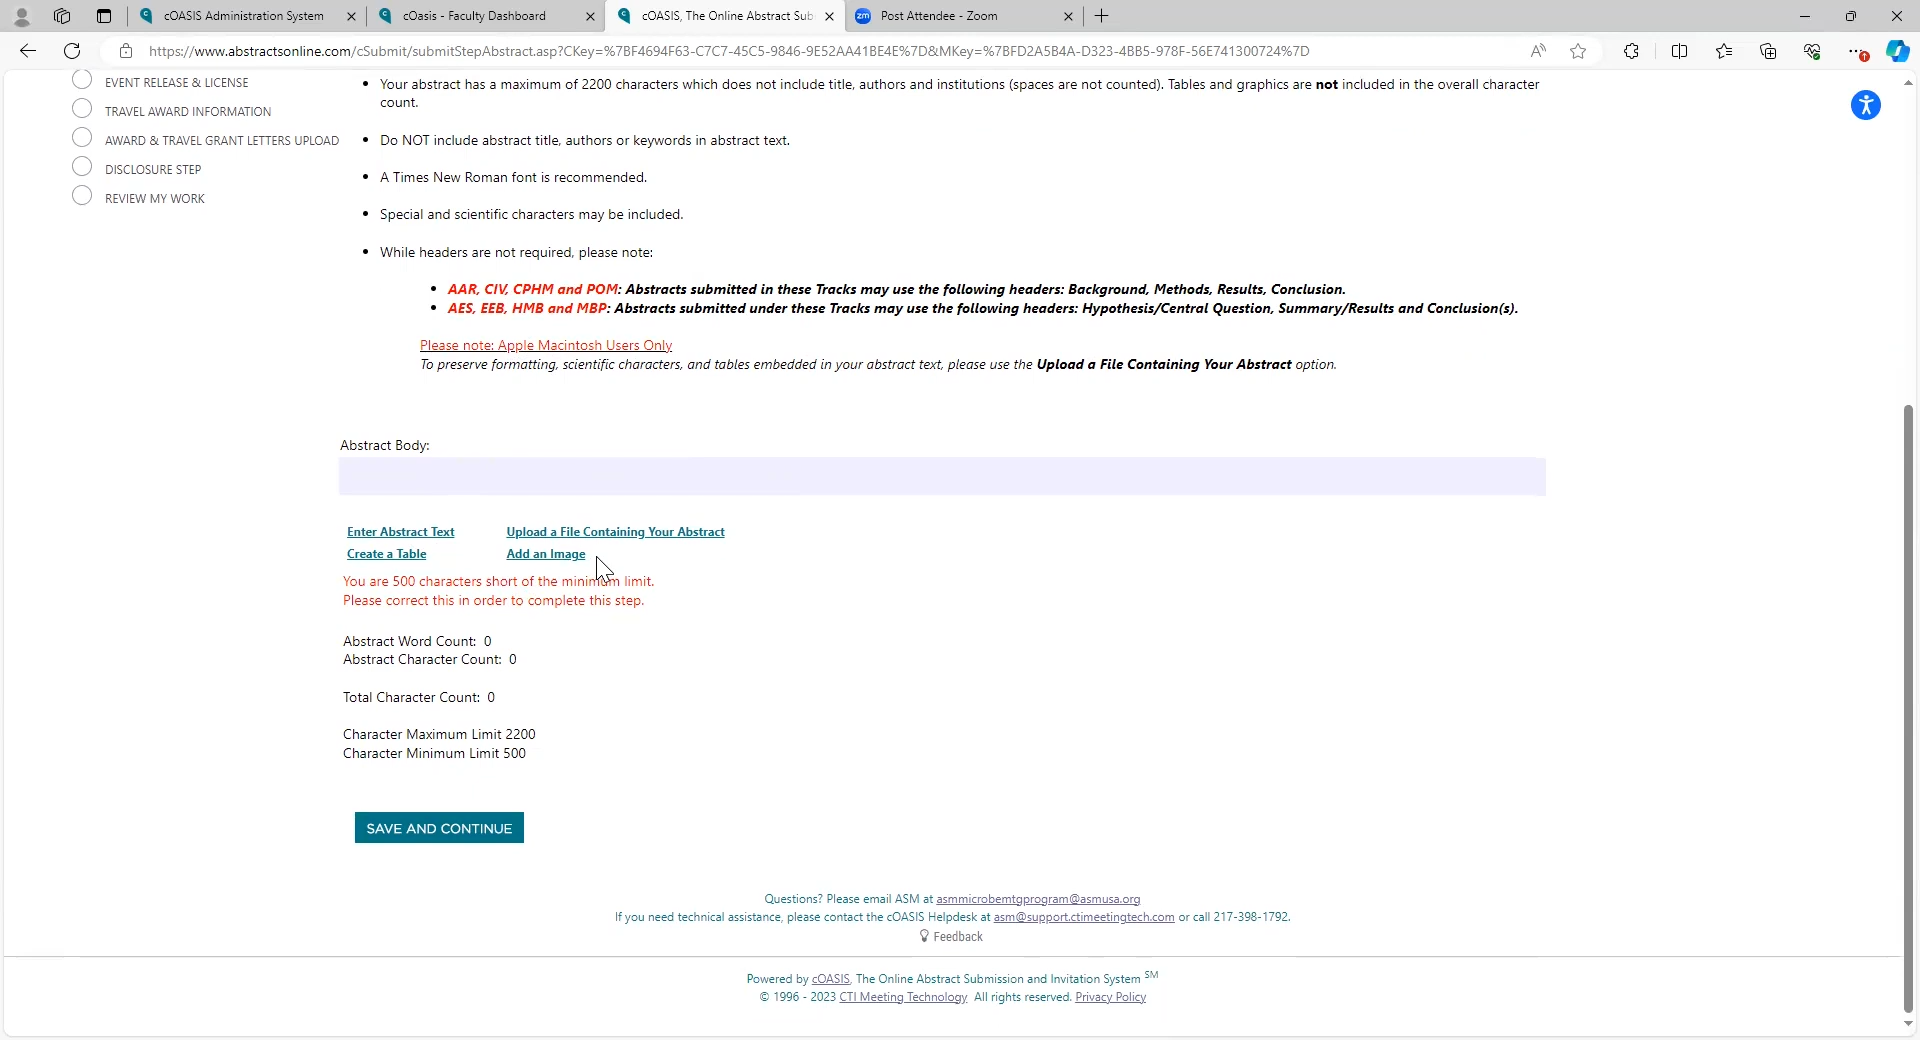 cOASIS Administration System
cOasis - Faculty Dashboard
cOASIS, The Online Abstract Sub
zm
Post Attendee - Zoom
https://www.abstractsonline.com/cSubmit/submitStepAbstract.asp?CKey=%7BF4694F63-C7C7-45C5-9846-9E52AA41BE4E%7D&MKey=%7BFD2A5B4A-D323-4BB5-978F-56E741300724%7D
EVENT RELEASE & LICENSE
TRAVEL AWARD INFORMATION
AWARD & TRAVEL GRANT LETTERS UPLOAD
DISCLOSURE STEP
REVIEW MY WORK
• Your abstract has a maximum of 2200 characters which does not include title, authors and institutions (spaces are not counted). Tables and graphics are not included in the overall character
count.
• Do NOT include abstract title, authors or keywords in abstract text.
• A Times New Roman font is recommended.
• Special and scientific characters may be included.
• While headers are not required, please note:
• AAR, CIV, CPHM and POM: Abstracts submitted in these Tracks may use the following headers: Background, Methods, Results, Conclusion.
• AES, EEB, HMB and MBP: Abstracts submitted under these Tracks may use the following headers: Hypothesis/Central Question, Summary/Results and Conclusion(s).
Please note: Apple Macintosh Users Only
To preserve formatting, scientific characters, and tables embedded in your abstract text, please use the Upload a File Containing Your Abstract option.
Abstract Body:
Enter Abstract Text
Upload a File Containing Your Abstract
Create a Table
Add an Image
You are 500 characters short of the minimum limit.
Please correct this in order to complete this step.
Abstract Word Count: 0
Abstract Character Count: 0
Total Character Count: 0
Character Maximum Limit 2200
Character Minimum Limit 500
SAVE AND CONTINUE
Questions? Please email ASM at asmmicrobemtgprogram@asmusa.org
If you need technical assistance, please contact the cOASIS Helpdesk at asm@support.ctimeetingtech.com or call 217-398-1792.
Feedback
Powered by cOASIS, The Online Abstract Submission and Invitation System SM
© 1996 - 2023 CTI Meeting Technology All rights reserved. Privacy Policy